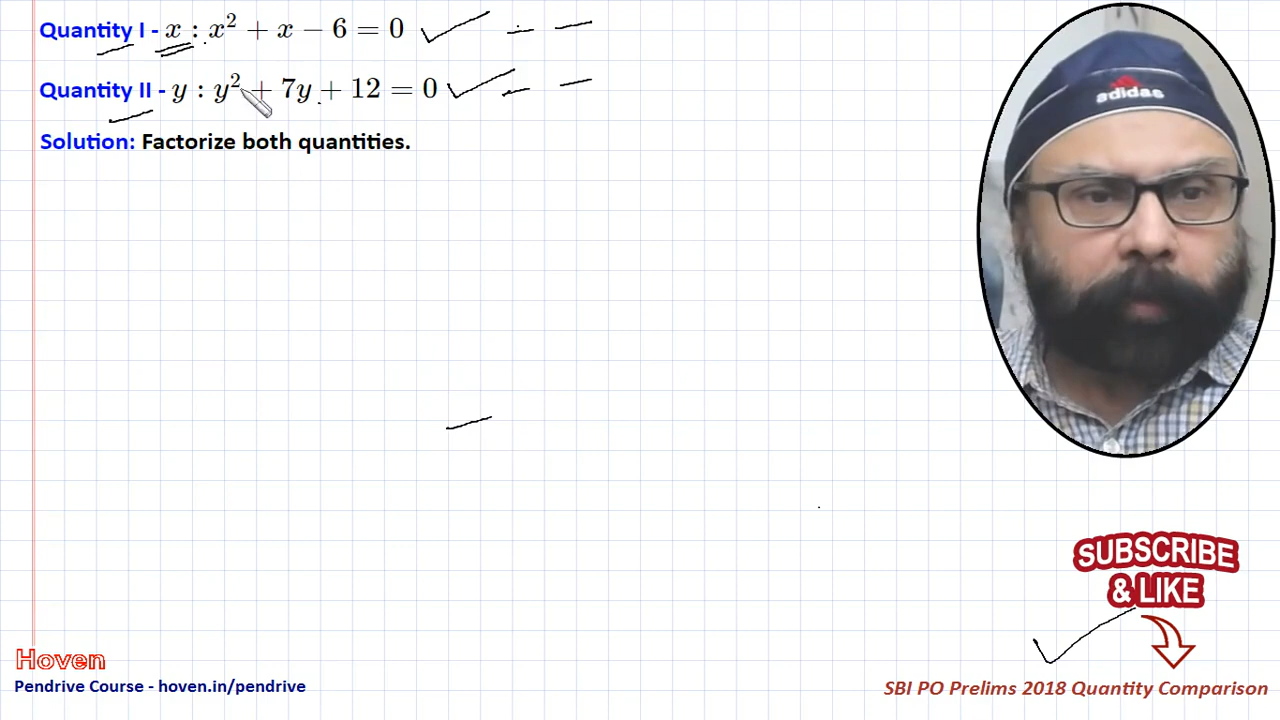 Quantity I - x : x² + x − 6 = 0
Quantity II - y : y² + 7y + 12 = 0
Solution: Factorize both quantities.
adidas
SUBSCRIBE
& LIKE
Hoven
Pendrive Course - hoven.in/pendrive
SBI PO Prelims 2018 Quantity Comparison